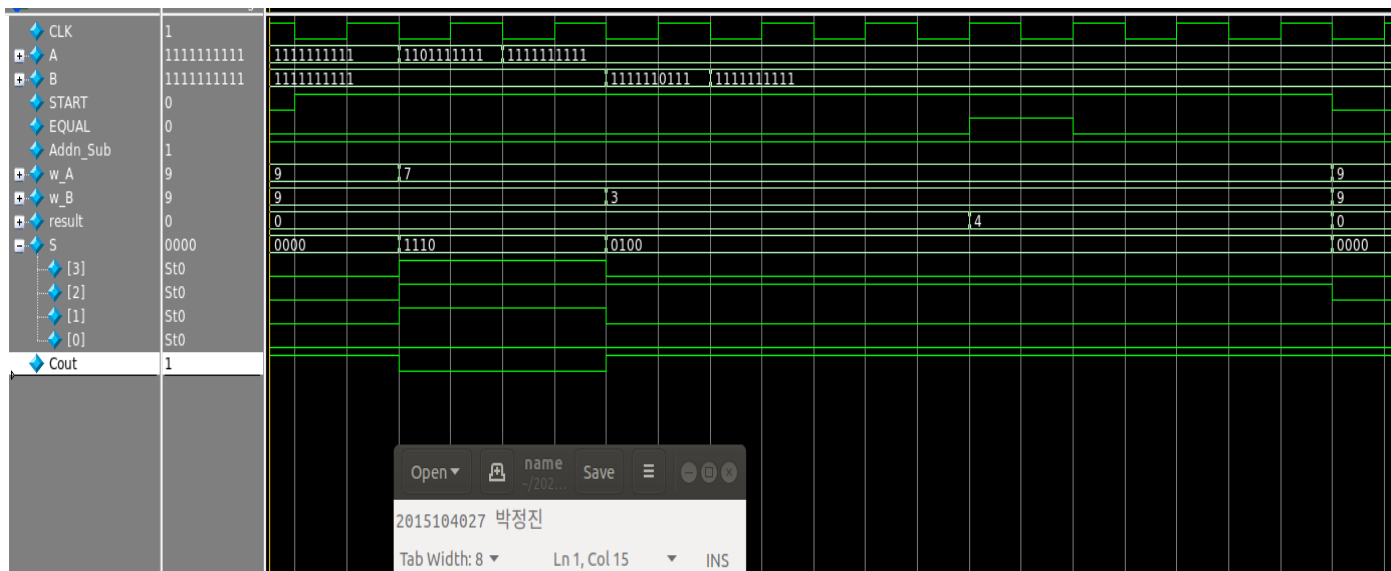 CLK 1
A 1111111111 1111111111 1101111111 1111111111
B 1111111111 1111111111 1111110111 1111111111
START 0
EQUAL 0
Addn_Sub 1
w_A 9 9 7 9
w_B 9 9 3 9
result 0 0 4 0
S 0000 0000 1110 0100 0000
[3] St0
[2] St0
[1] St0
[0] St0
Cout 1
Open name Save
~/202...
2015104027 박정진
Tab Width: 8 Ln 1, Col 15 INS